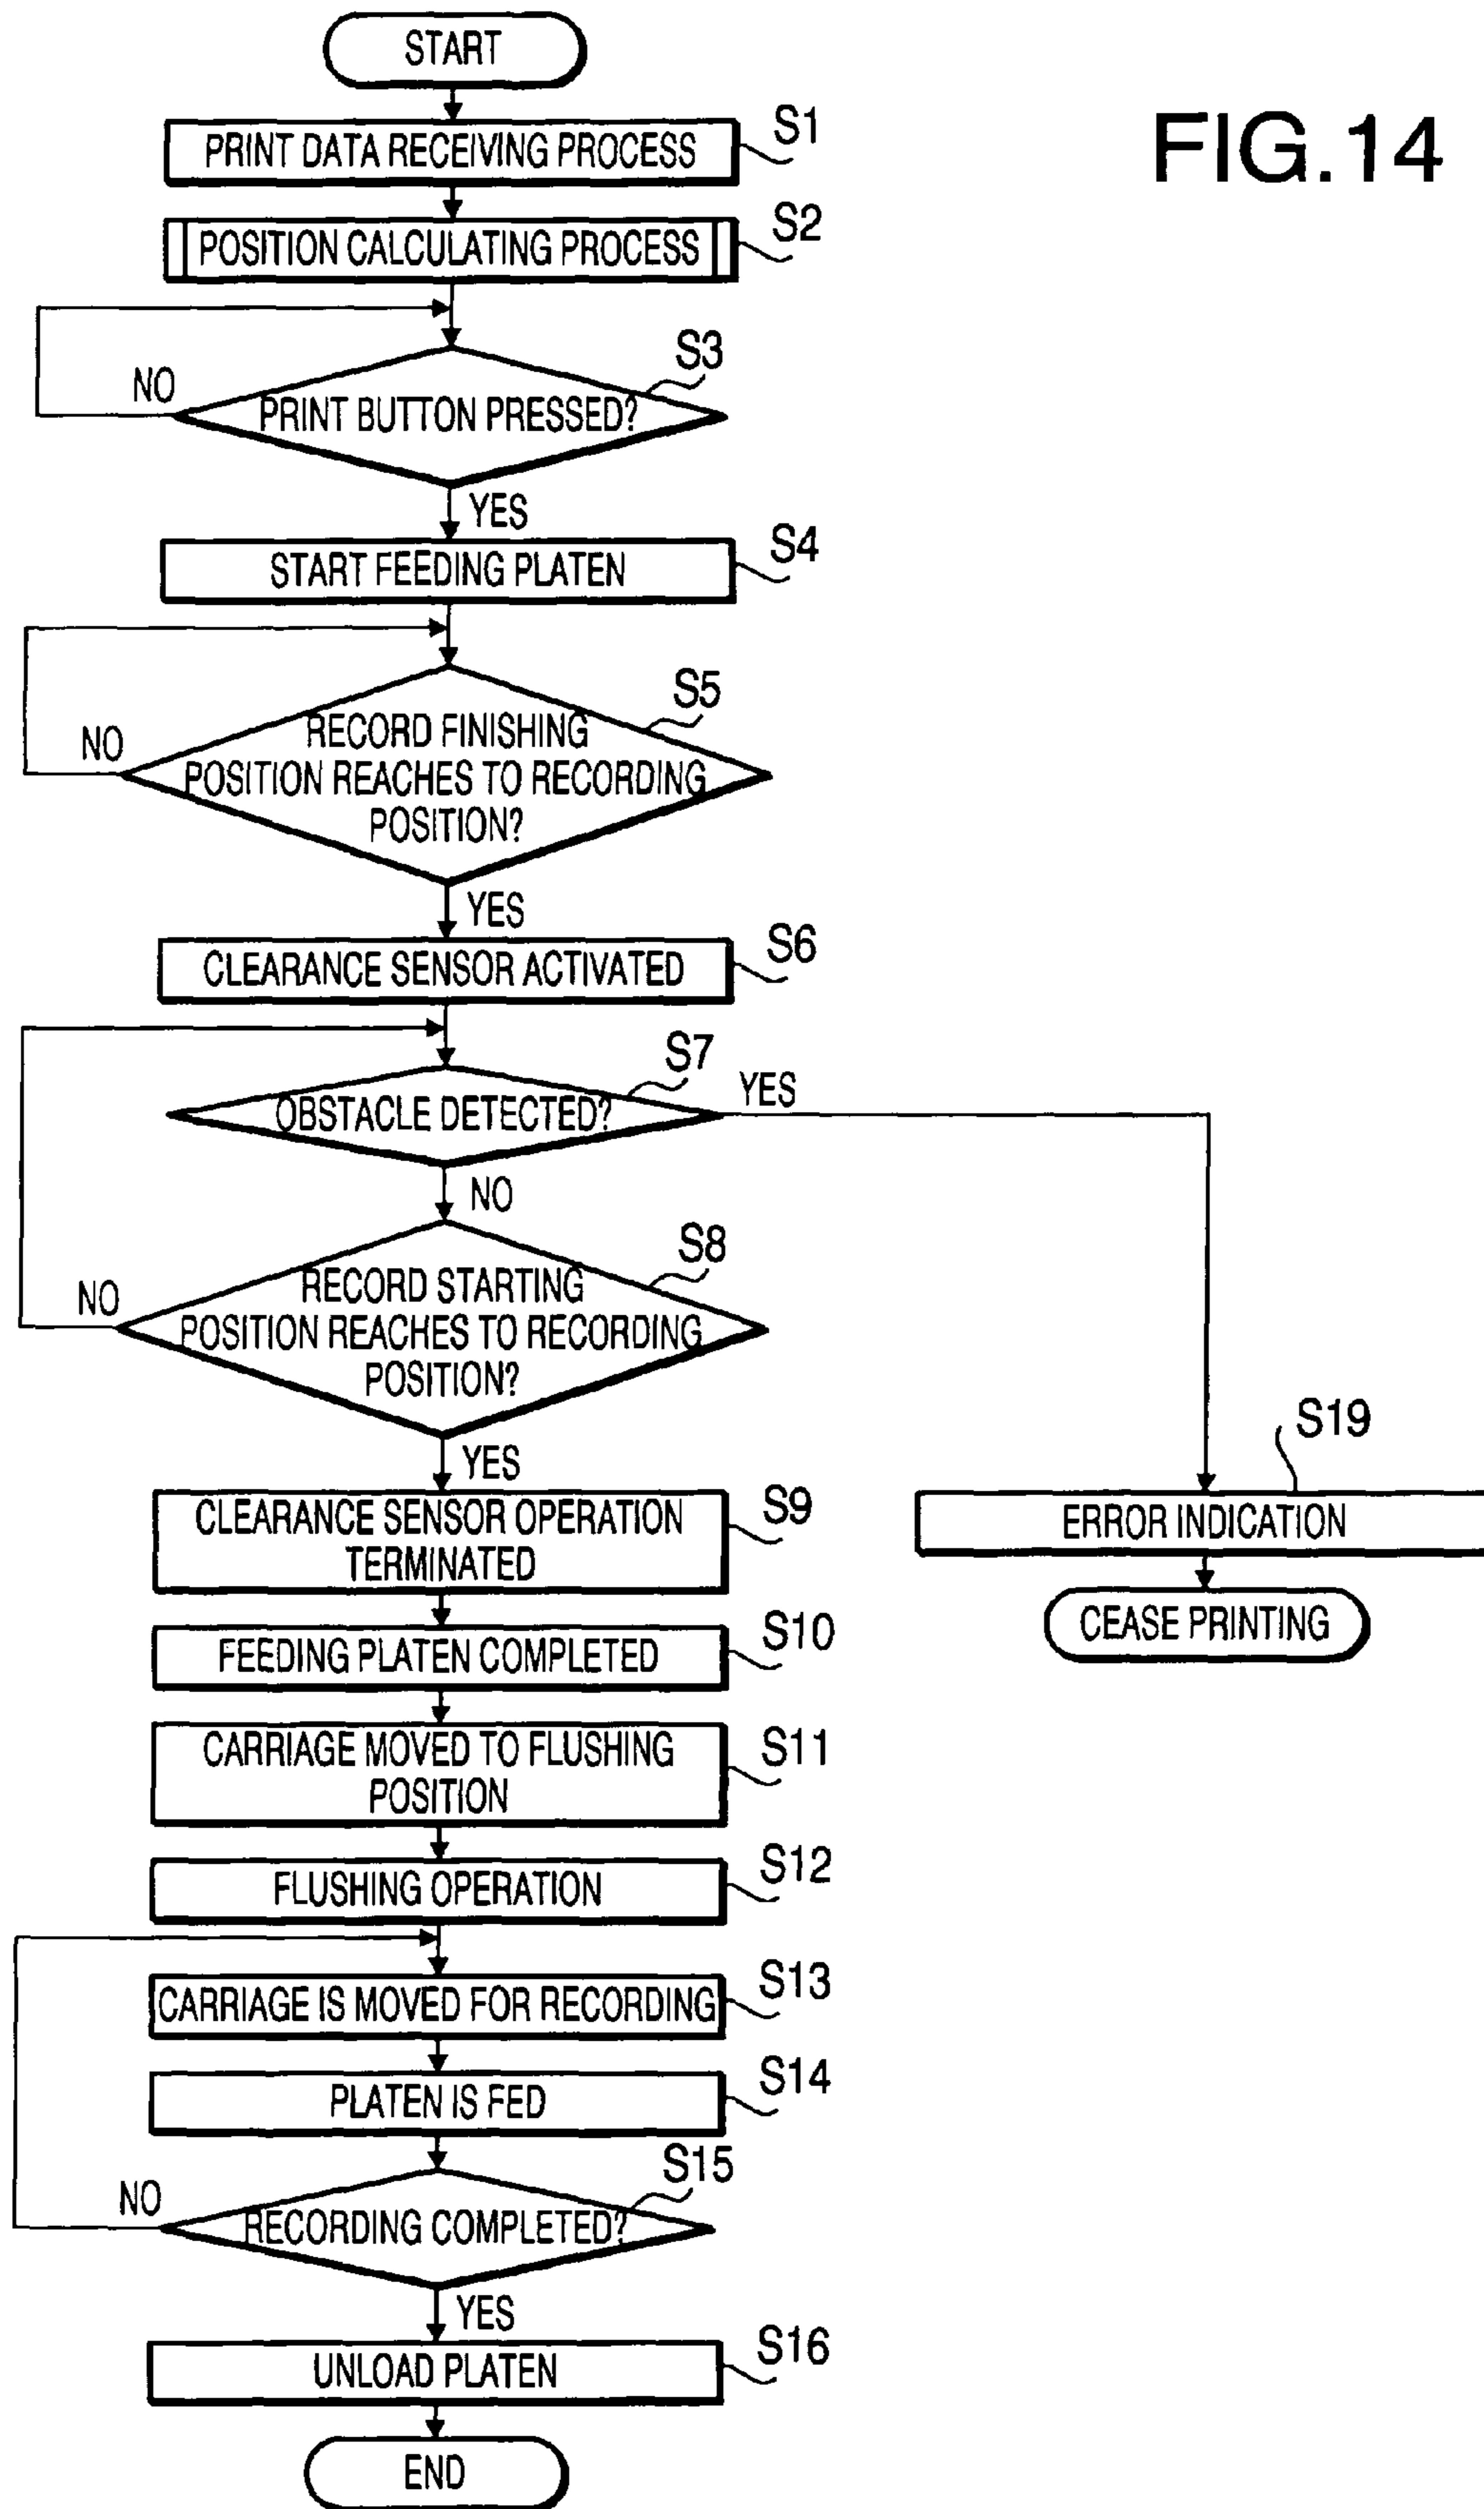 START
FIG.14
S1
PRINT DATA RECEIVING PROCESS
S2
POSITION CALCULATING PROCESS
S3
NO
PRINT BUTTON PRESSED?
YES
S4
START FEEDING PLATEN
S5
NO
RECORD FINISHING
POSITION REACHES TO RECORDING
POSITION?
YES
S6
CLEARANCE SENSOR ACTIVATED
S7
YES
OBSTACLE DETECTED?
NO
S8
NO
RECORD STARTING
POSITION REACHES TO RECORDING
POSITION?
YES
S19
ERROR INDICATION
CEASE PRINTING
S9
CLEARANCE SENSOR OPERATION
TERMINATED
S10
FEEDING PLATEN COMPLETED
S11
CARRIAGE MOVED TO FLUSHING
POSITION
S12
FLUSHING OPERATION
S13
CARRIAGE IS MOVED FOR RECORDING
S14
PLATEN IS FED
S15
NO
RECORDING COMPLETED?
YES
S16
UNLOAD PLATEN
END